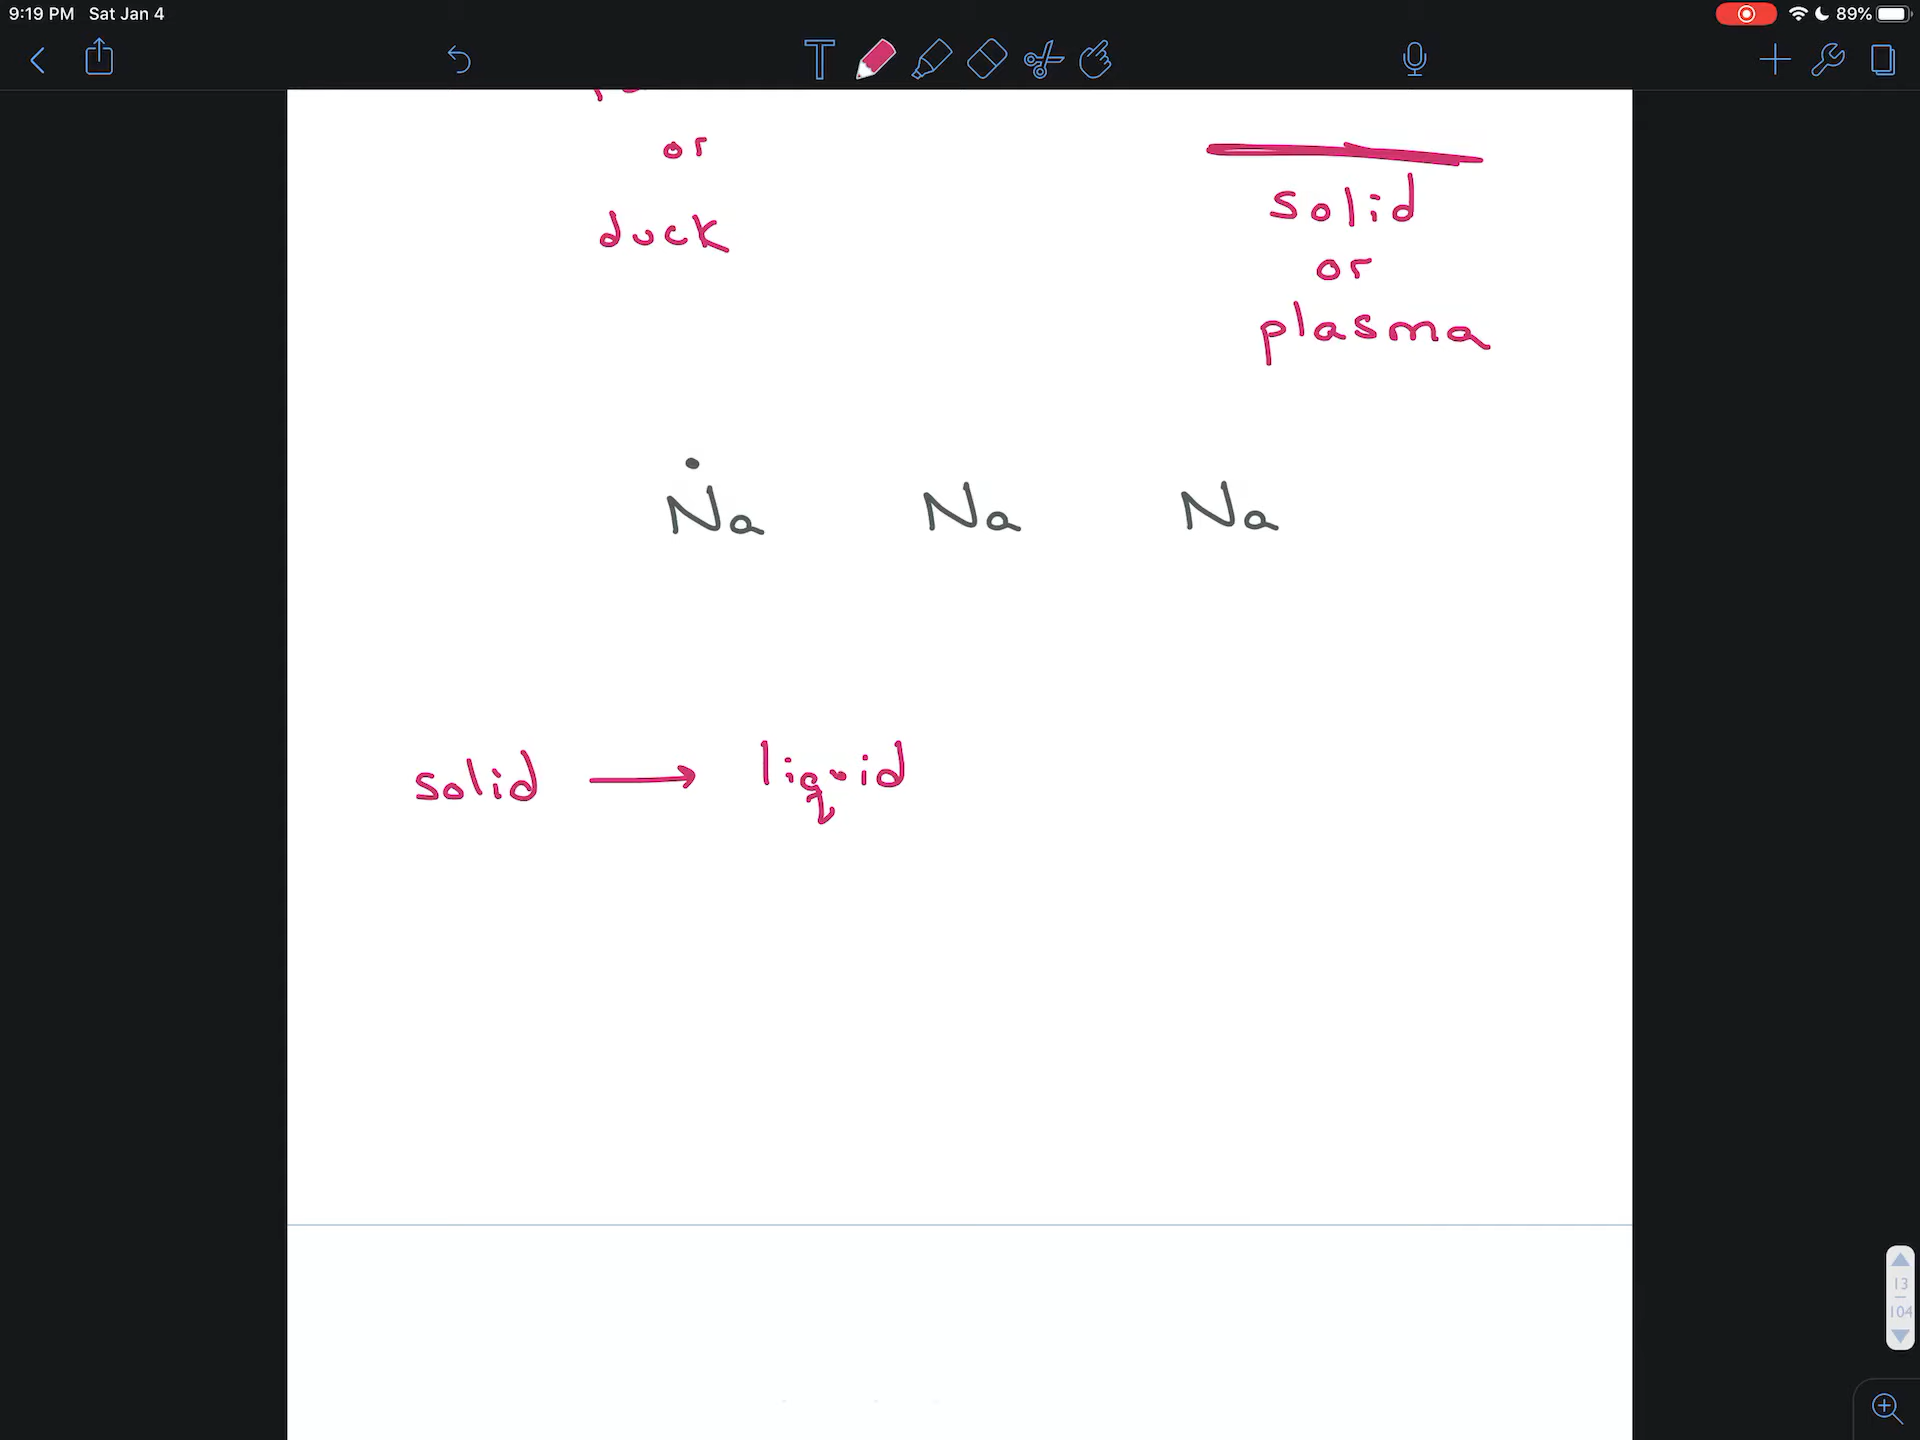 9:19 PM Sat Jan 4
89%
or
duck
solid
or
plasma
Na Na Na
solid → liquid
13
104